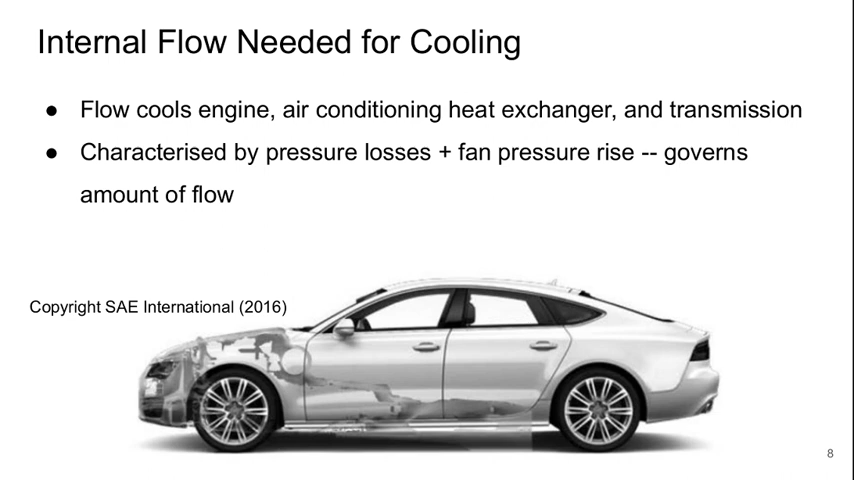 Internal Flow Needed for Cooling
● Flow cools engine, air conditioning heat exchanger, and transmission
● Characterised by pressure losses + fan pressure rise -- governs
amount of flow
Copyright SAE International (2016)
8